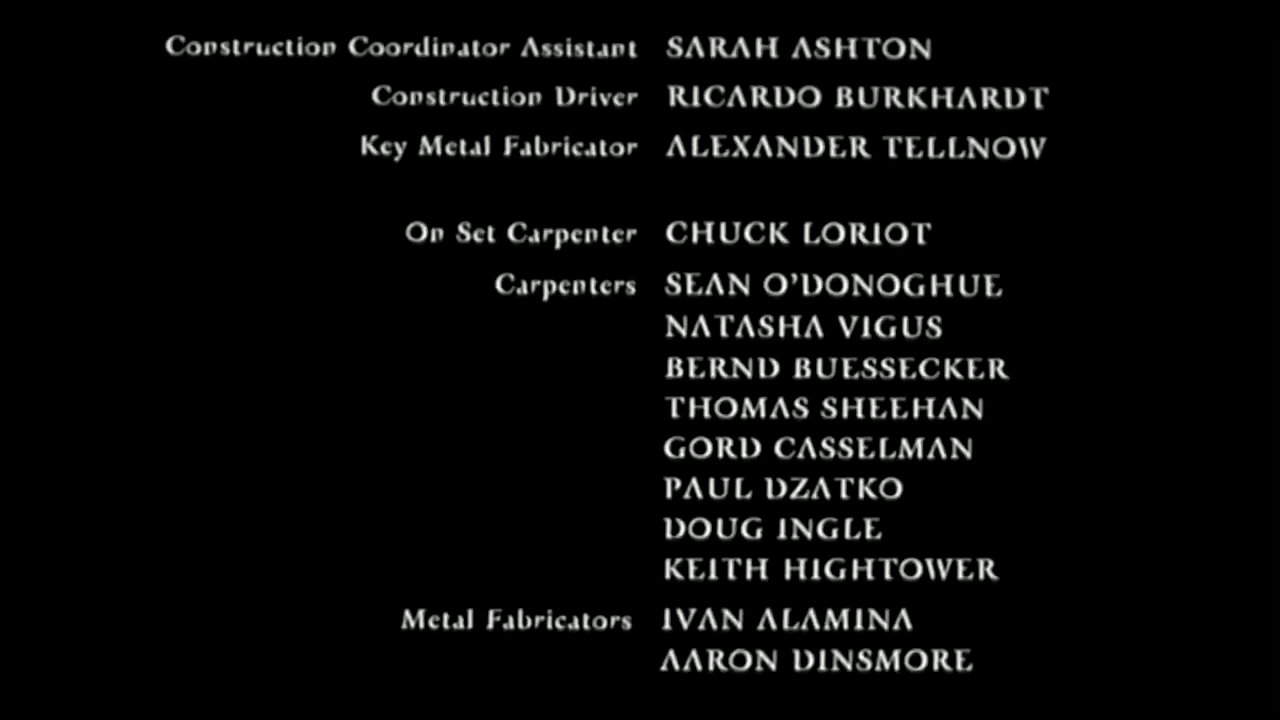 Construction Coordinator Assistant SARAH ASHTON
Construction Driver RICARDO BURKHARDT
Key Metal Fabricator ALEXANDER TELLNOW
On Set Carpenter CHUCK LORIOT
Carpenters SEAN O'DONOGHUE
NATASHA VIGUS
BERND BUESSECKER
THOMAS SHEEHAN
GORD CASSELMAN
PAUL DZATKO
DOUG INGLE
KEITH HIGHTOWER
Metal Fabricators IVAN ALAMINA
AARON DINSMORE